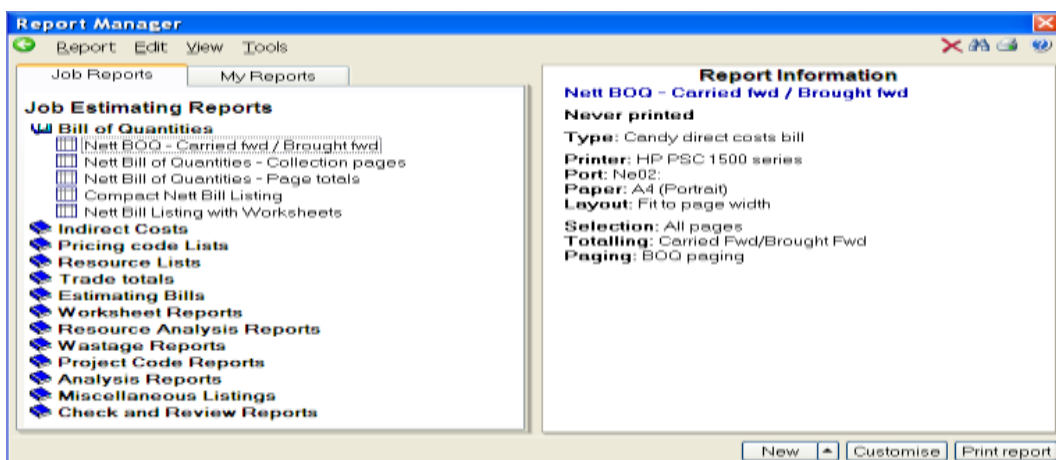 Report Manager
Report Edit View Tools
Job Reports My Reports
Job Estimating Reports
Bill of Quantities
Nett BOQ - Carried fwd / Brought fwd
Nett Bill of Quantities - Collection pages
Nett Bill of Quantities - Page totals
Compact Nett Bill Listing
Nett Bill Listing with Worksheets
Indirect Costs
Pricing code Lists
Resource Lists
Trade totals
Estimating Bills
Worksheet Reports
Resource Analysis Reports
Wastage Reports
Project Code Reports
Analysis Reports
Miscellaneous Listings
Check and Review Reports
Report Information
Nett BOQ - Carried fwd / Brought fwd
Never printed
Type: Candy direct costs bill
Printer: HP PSC 1500 series
Port: Ne02:
Paper: A4 (Portrait)
Layout: Fit to page width
Selection: All pages
Totalling: Carried Fwd/Brought Fwd
Paging: BOQ paging
New Customise Print report